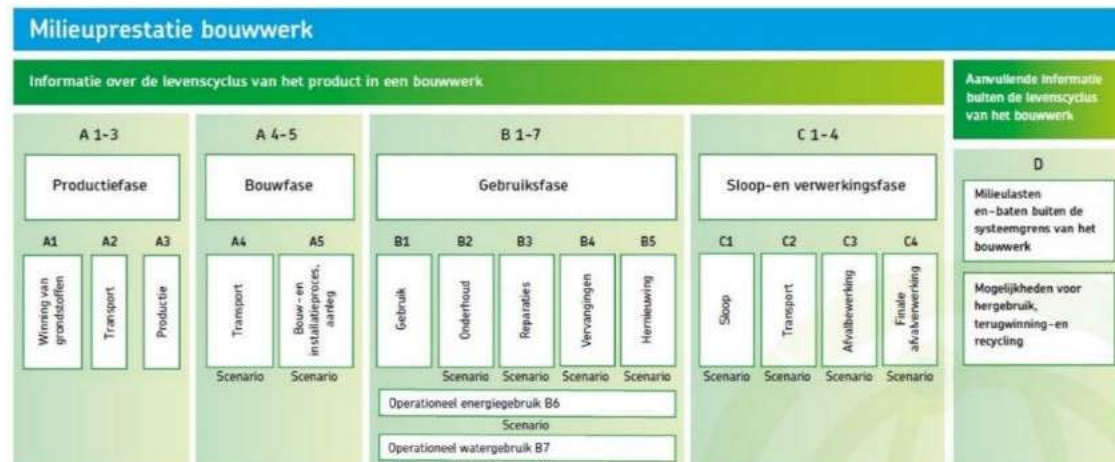 Milieuprestatie bouwwerk
Informatie over de levenscyclus van het product in een bouwwerk
Aanvullende informatie
buiten de levenscyclus
van het bouwwerk
A 1-3
Productiefase
A1
A2
A3
Winning van
grondstoffen
Transport
Productie
A 4-5
Bouwfase
A4
A5
Transport
Bouw-en
installatieproces,
aanleg
Scenario
Scenario
B 1-7
Gebruiksfase
B1
B2
B3
B4
B5
Gebruik
Onderhoud
Reparaties
Vervangingen
Hernieuwing
Scenario
Scenario
Scenario
Scenario
Operationeel energiegebruik B6
Scenario
Operationeel watergebruik B7
C 1-4
Sloop-en verwerkingsfase
C1
C2
C3
C4
Sloop
Transport
Afvalbewerking
Finale
afvalverwerking
Scenario
Scenario
Scenario
Scenario
D
Milieulasten
en-baten buiten de
systeemgrens van het
bouwwerk
Mogelijkheden voor
hergebruik,
terugwinning-en
recycling